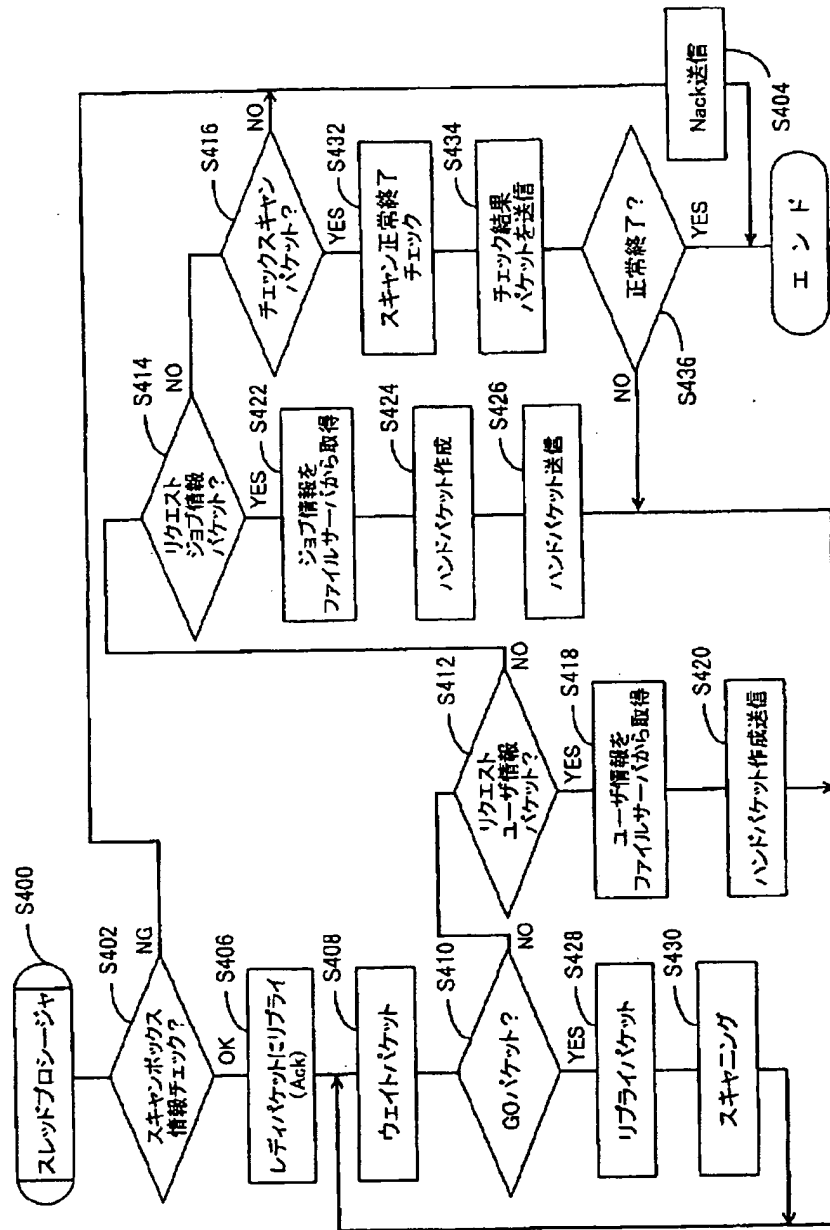 スレッドプロシージャ
S400
スキャンボックス
情報チェック?
S402
NG
OK
レディパケットにリプライ
(Ack)
S406
ウェイトパケット
S408
GOパケット?
S410
NO
YES
リプライパケット
S428
スキャニング
S430
リクエスト
ユーザ情報
パケット?
S412
NO
YES
ユーザ情報を
ファイルサーバから取得
S418
ハンドパケット作成送信
S420
リクエスト
ジョブ情報
パケット?
S414
NO
YES
ジョブ情報を
ファイルサーバから取得
S422
ハンドパケット作成
S424
ハンドパケット送信
S426
チェックスキャン
パケット?
S416
NO
YES
スキャン正常終了
チェック
S432
チェック結果
パケットを送信
S434
正常終了?
S436
NO
YES
Nack送信
S404
エンド